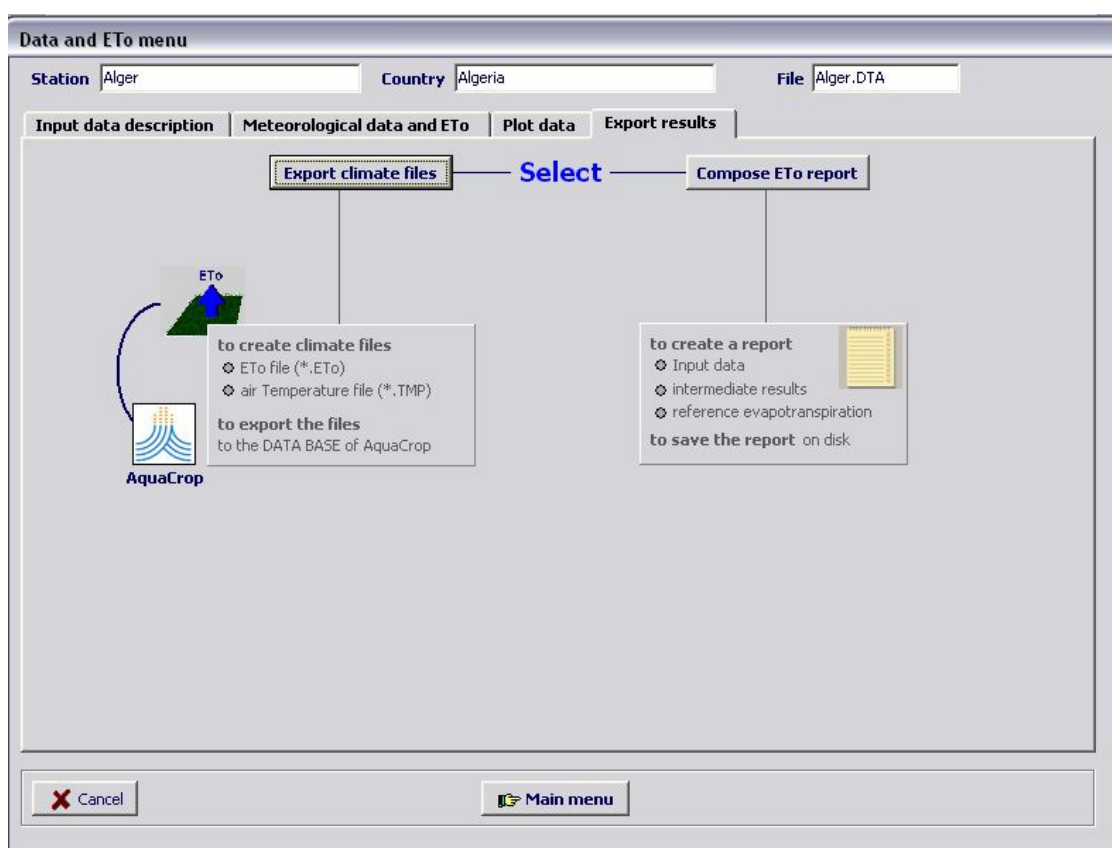 Data and ETo menu
Station Alger Country Algeria File Alger.DTA
Input data description Meteorological data and ETo Plot data Export results
Export climate files Select Compose ETo report
ETo
to create climate files
ETo file (*.ETo)
air Temperature file (*.TMP)
to export the files
to the DATA BASE of AquaCrop
AquaCrop
to create a report
Input data
intermediate results
reference evapotranspiration
to save the report on disk
Cancel Main menu